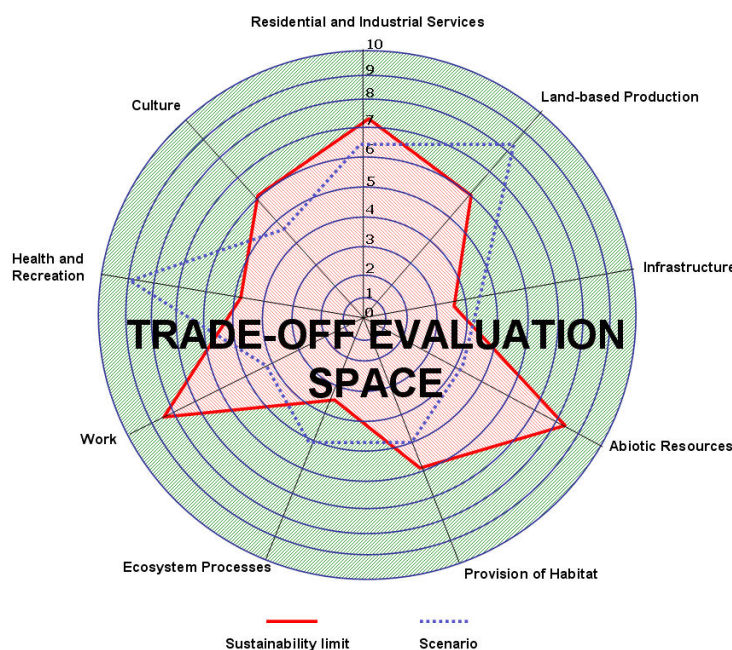 Residential and Industrial Services
10
9
8
7
6
5
4
3
2
1
0
Land-based Production
Culture
Health and
Recreation
Infrastructure
TRADE-OFF EVALUATION
SPACE
Work
Abiotic Resources
Ecosystem Processes
Provision of Habitat
Sustainability limit
Scenario